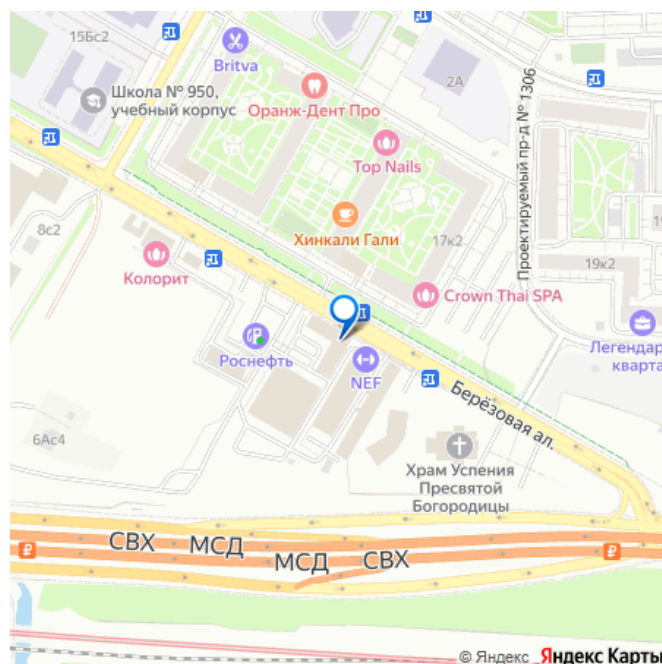 15Бс2
Britva
2А
Школа № 950,
учебный корпус
Оранж-Дент Про
Проектируемый пр-д № 1306
Top Nails
8с2
Хинкали Гали
17к2
Колорит
19к2
Crown Thai SPA
Роснефть
NEF
Легендар
кварта
Берёзовая ал.
6Ас4
Храм Успения
Пресвятой
Богородицы
СВХ
МСД
МСД
СВХ
© Яндекс Яндекс Карты